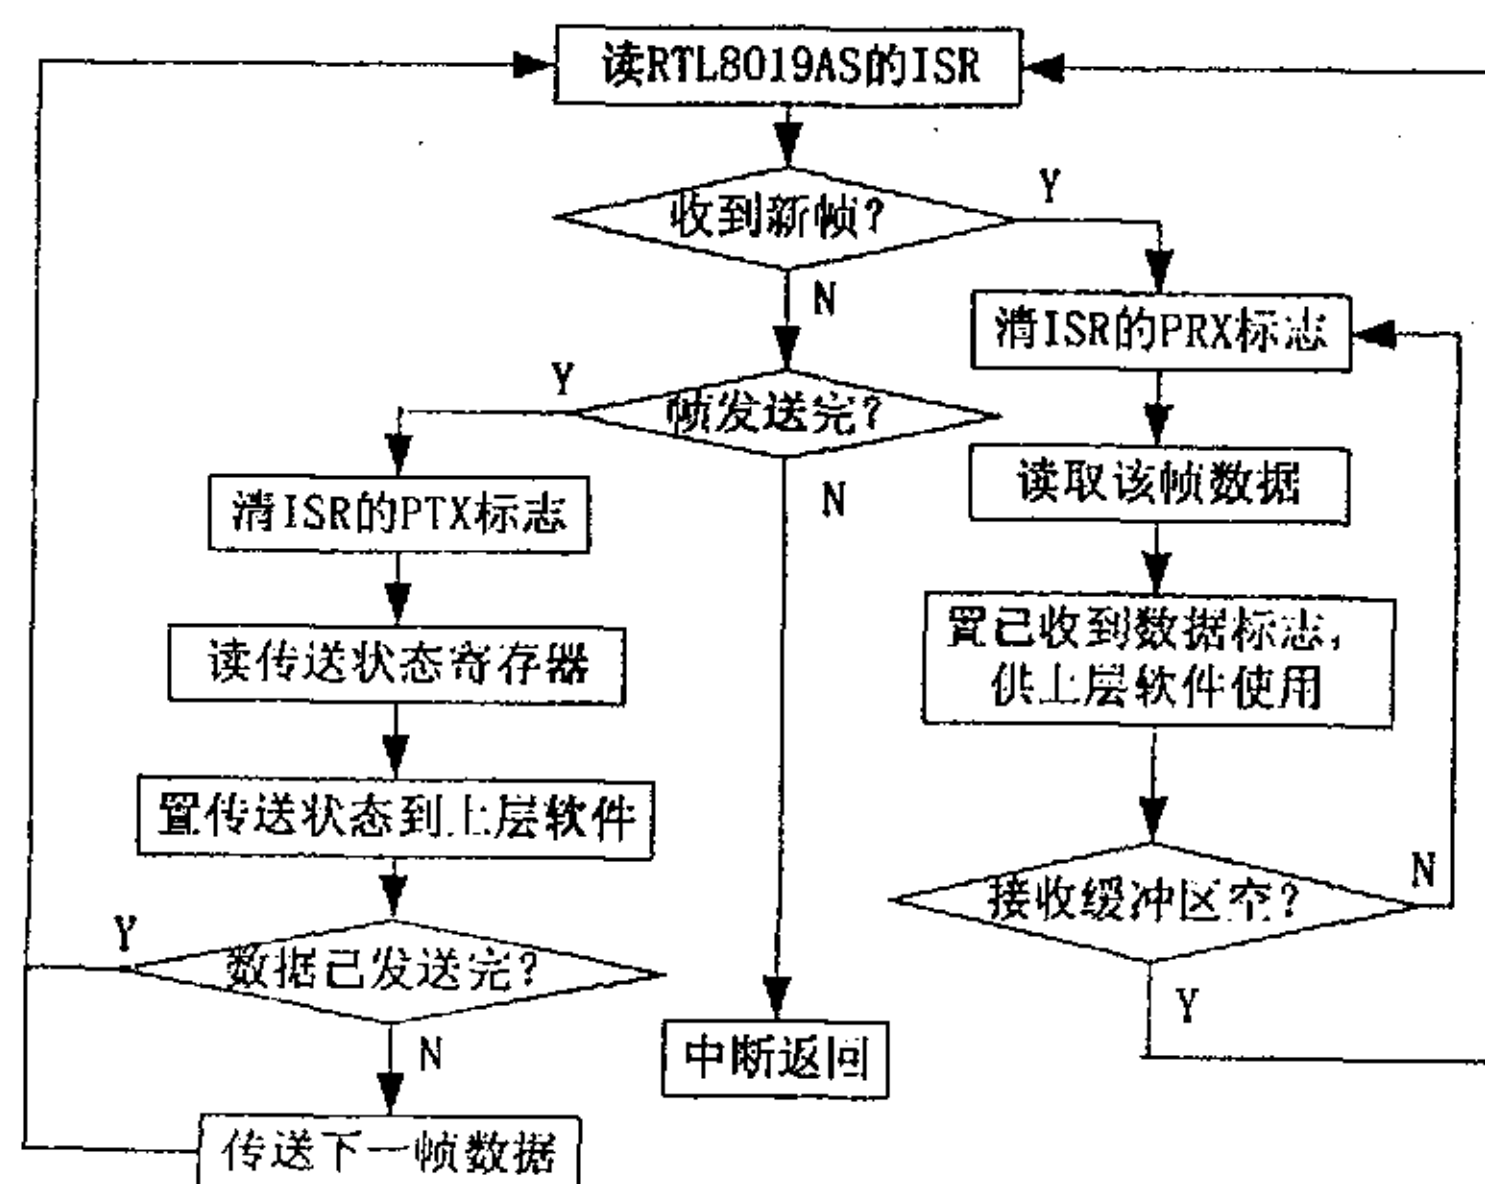 读RTL8019AS的ISR
收到新帧?
Y
N
清ISR的PRX标志
帧发送完?
Y
N
读取该帧数据
清ISR的PTX标志
置已收到数据标志,
供上层软件使用
读传送状态寄存器
置传送状态到上层软件
接收缓冲区空?
N
Y
数据已发送完?
Y
N
中断返回
传送下一帧数据